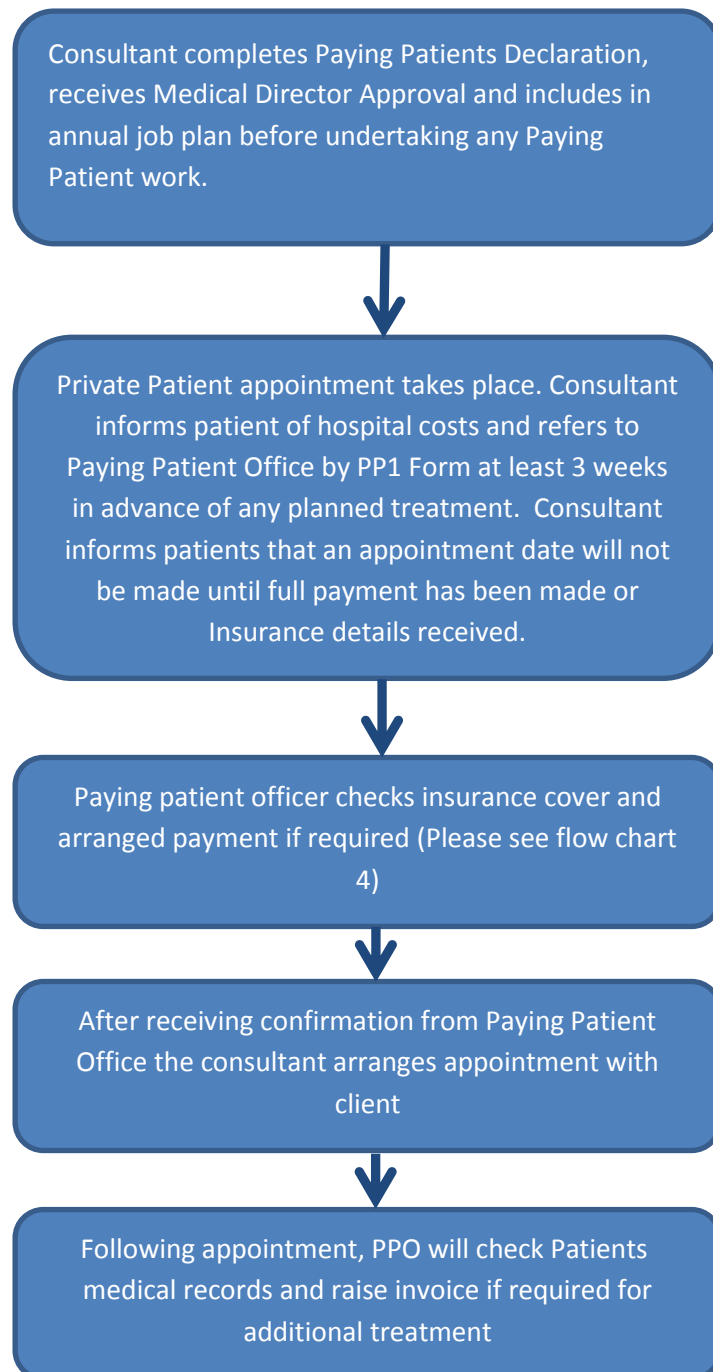 Consultant completes Paying Patients Declaration,
receives Medical Director Approval and includes in
annual job plan before undertaking any Paying
Patient work.
Private Patient appointment takes place. Consultant
informs patient of hospital costs and refers to
Paying Patient Office by PP1 Form at least 3 weeks
in advance of any planned treatment. Consultant
informs patients that an appointment date will not
be made until full payment has been made or
Insurance details received.
Paying patient officer checks insurance cover and
arranged payment if required (Please see flow chart
4)
After receiving confirmation from Paying Patient
Office the consultant arranges appointment with
client
Following appointment, PPO will check Patients
medical records and raise invoice if required for
additional treatment